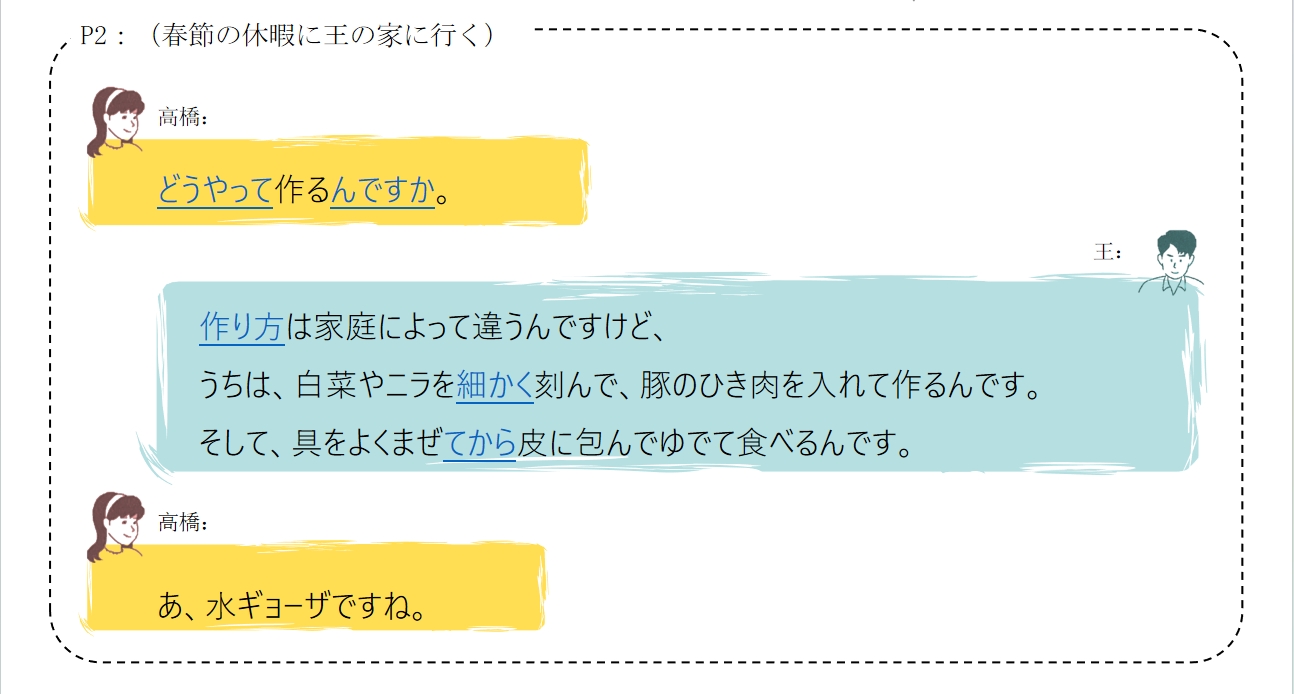 P2：（春節の休暇に王の家に行く）
高橋：
どうやって作るんですか。
王：
作り方は家庭によって違うんですけど、
うちは、白菜やニラを細かく刻んで、豚のひき肉を入れて作るんです。
そして、具をよくまぜてから皮に包んでゆでて食べるんです。
高橋：
あ、水ギョーザですね。